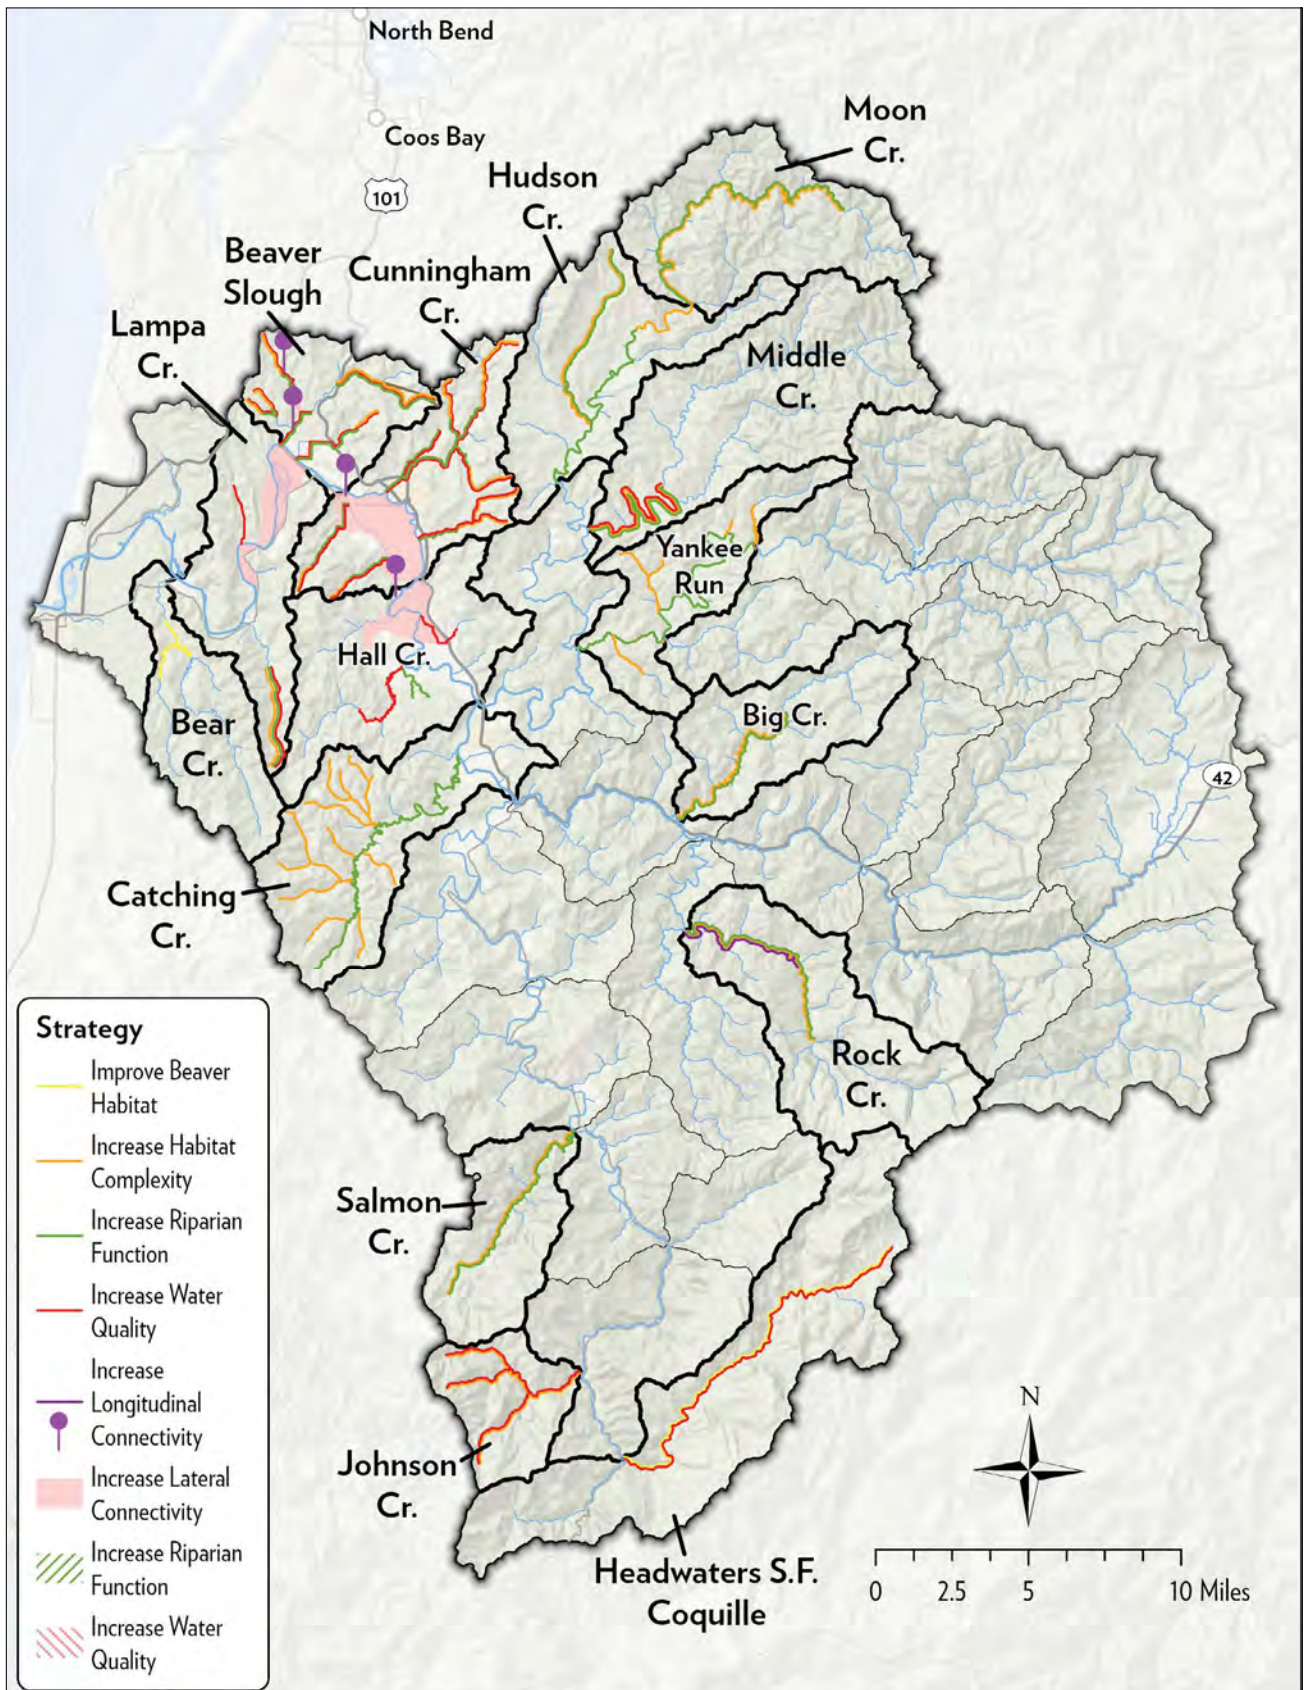 North Bend
Coos Bay
101
Moon
Cr.
Hudson
Cr.
Beaver
Slough
Cunningham
Cr.
Lampa
Cr.
Middle
Cr.
Yankee
Run
Hall Cr.
Bear
Cr.
Big Cr.
42
Catching
Cr.
Rock
Cr.
Salmon
Cr.
Johnson
Cr.
Headwaters S.F.
Coquille
Strategy
Improve Beaver
Habitat
Increase Habitat
Complexity
Increase Riparian
Function
Increase Water
Quality
Increase
Longitudinal
Connectivity
Increase Lateral
Connectivity
Increase Riparian
Function
Increase Water
Quality
N
0 2.5 5 10 Miles